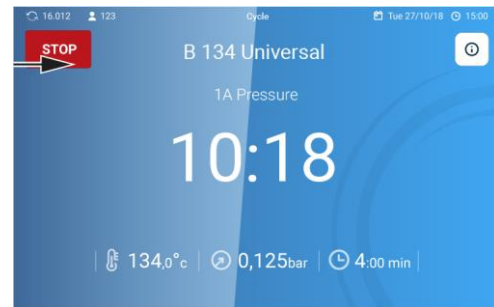 16.012 123 Cycle Tue 27/10/18 15:00
STOP
B 134 Universal
1A Pressure
10:18
134,0°c 0,125bar 4:00 min